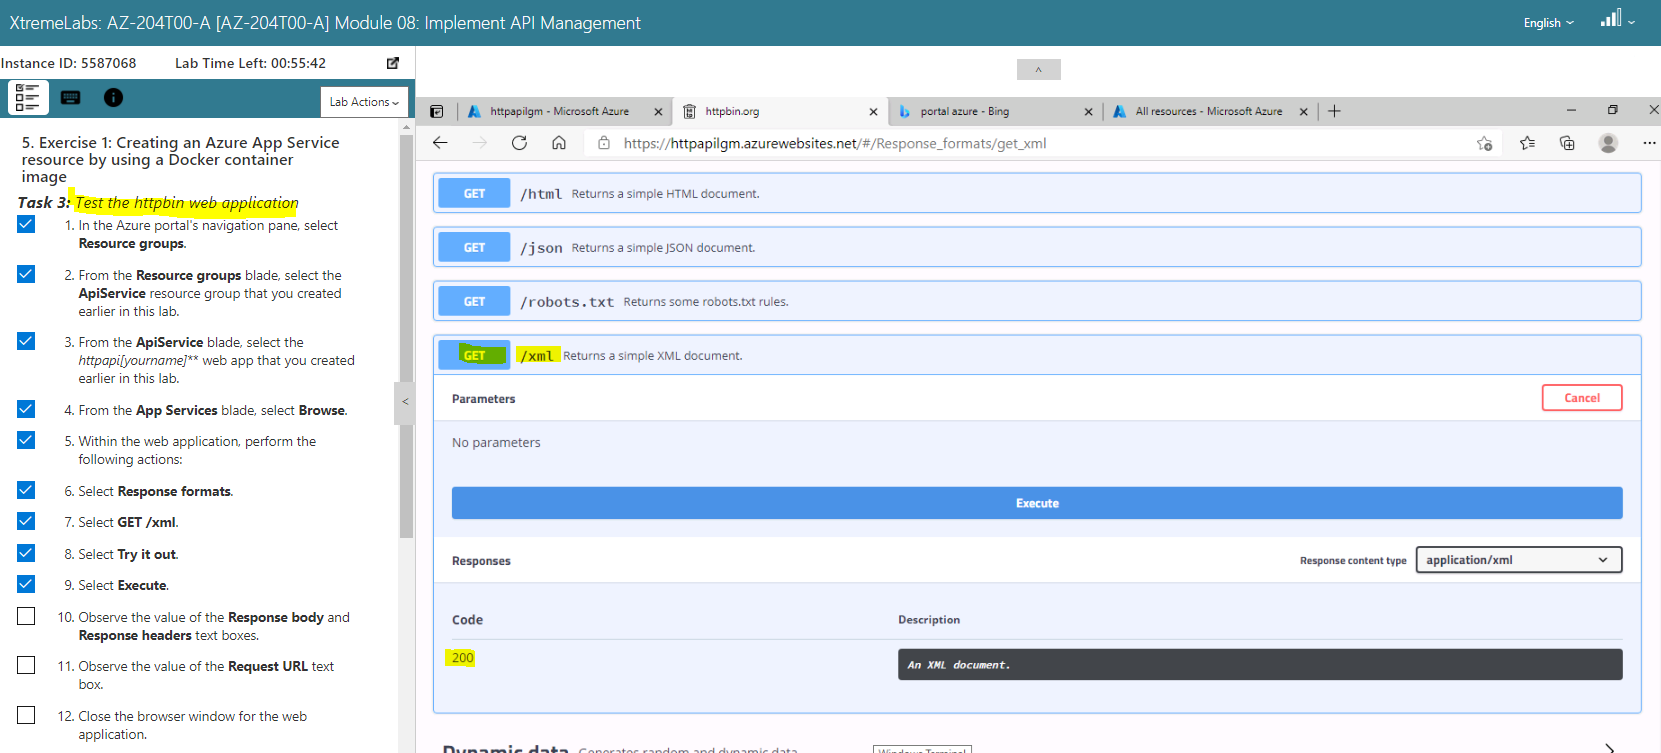 XtremeLabs: AZ-204T00-A [AZ-204T00-A] Module 08: Implement API Management
English
Instance ID: 5587068
Lab Time Left: 00:55:42
Lab Actions
5. Exercise 1: Creating an Azure App Service
resource by using a Docker container
image
Task 3: Test the httpbin web application
1. In the Azure portal's navigation pane, select
Resource groups.
2. From the Resource groups blade, select the
ApiService resource group that you created
earlier in this lab.
3. From the ApiService blade, select the
httpapi[yourname]** web app that you created
earlier in this lab.
4. From the App Services blade, select Browse.
5. Within the web application, perform the
following actions:
6. Select Response formats.
7. Select GET /xml.
8. Select Try it out.
9. Select Execute.
10. Observe the value of the Response body and
Response headers text boxes.
11. Observe the value of the Request URL text
box.
12. Close the browser window for the web
application.
httpapilgm - Microsoft Azure
httpbin.org
portal azure - Bing
All resources - Microsoft Azure
https://httpapilgm.azurewebsites.net/#/Response_formats/get_xml
GET /html Returns a simple HTML document.
GET /json Returns a simple JSON document.
GET /robots.txt Returns some robots.txt rules.
GET /xml Returns a simple XML document.
Parameters
Cancel
No parameters
Execute
Responses
Response content type application/xml
Code Description
200 An XML document.
Dynamic data Generates random and dynamic data
Windows Terminal